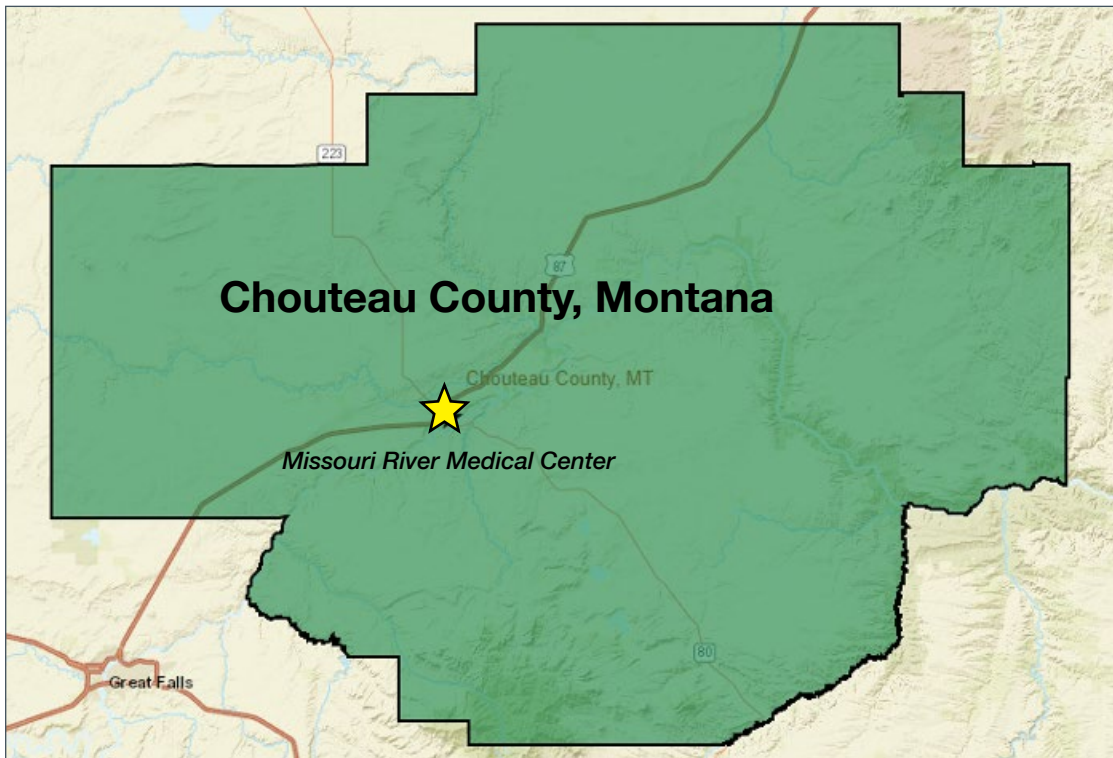 223
87
Chouteau County, Montana
Chouteau County, MT
Missouri River Medical Center
80
Great Falls